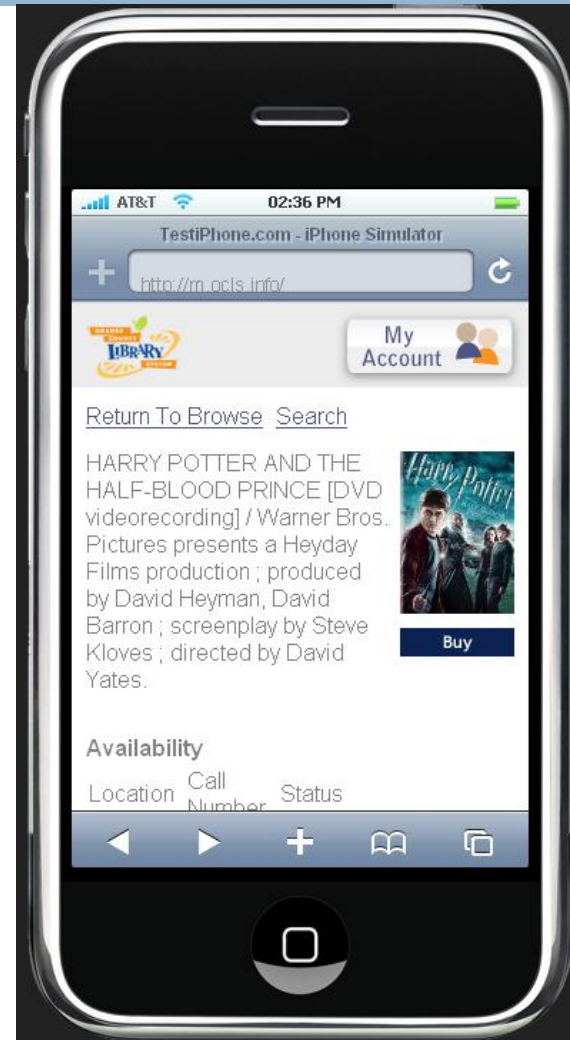 AT&T 02:36 PM
TestiPhone.com - iPhone Simulator
http://m.ocls.info/
ORANGE
COUNTY
LIBRARY
SYSTEM
My
Account
Return To Browse Search
HARRY POTTER AND THE
HALF-BLOOD PRINCE [DVD
videorecording] / Warner Bros.
Pictures presents a Heyday
Films production ; produced
by David Heyman, David
Barron ; screenplay by Steve
Kloves ; directed by David
Yates.
Harry Potter
Buy
Availability
Location Call Number Status